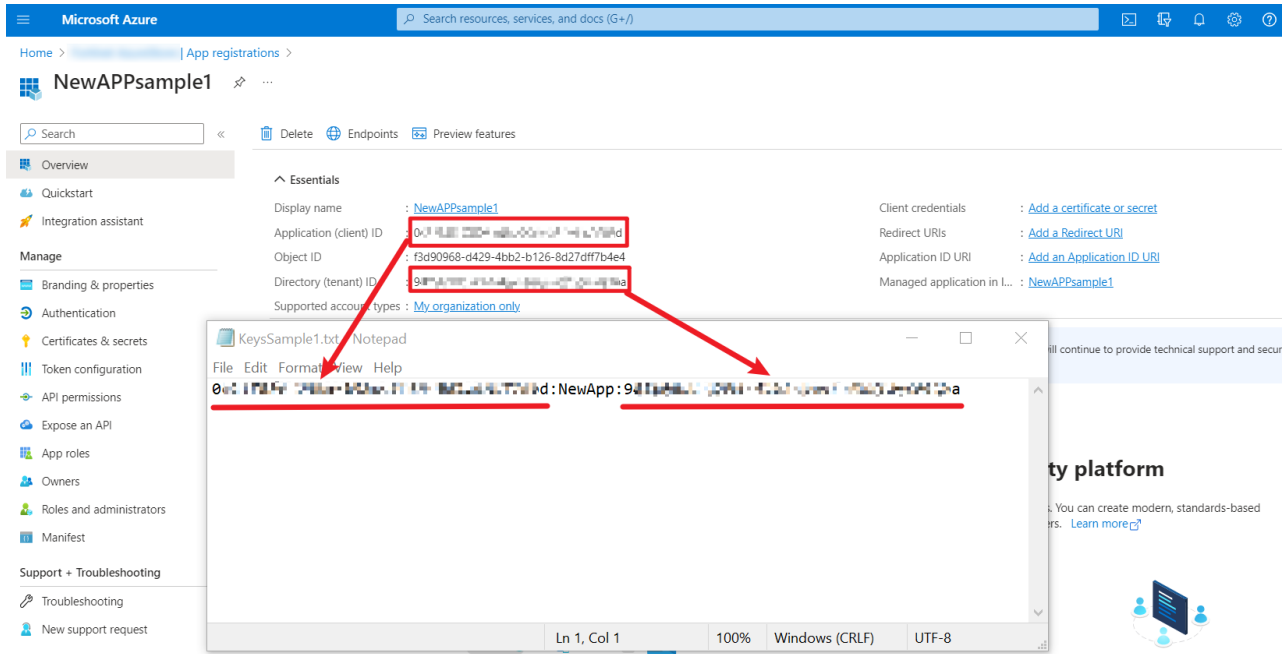 Microsoft Azure
Search resources, services, and docs (G+/)
Home > | App registrations >
NewAPPsample1 ...
Search «
Delete Endpoints Preview features
Overview
Quickstart
Integration assistant
Manage
Branding & properties
Authentication
Certificates & secrets
Token configuration
API permissions
Expose an API
App roles
Owners
Roles and administrators
Manifest
Support + Troubleshooting
Troubleshooting
New support request
Essentials
Display name : NewAPPsample1
Application (client) ID :
Object ID : f3d90968-d429-4bb2-b126-8d27dff7b4e4
Directory (tenant) ID :
Supported account types : My organization only
Client credentials : Add a certificate or secret
Redirect URIs : Add a Redirect URI
Application ID URI : Add an Application ID URI
Managed application in l... : NewAPPsample1
KeysSample1.txt - Notepad
File Edit Format View Help
:NewApp:
Ln 1, Col 1 100% Windows (CRLF) UTF-8
ill continue to provide technical support and secur
ty platform
. You can create modern, standards-based
rs. Learn more